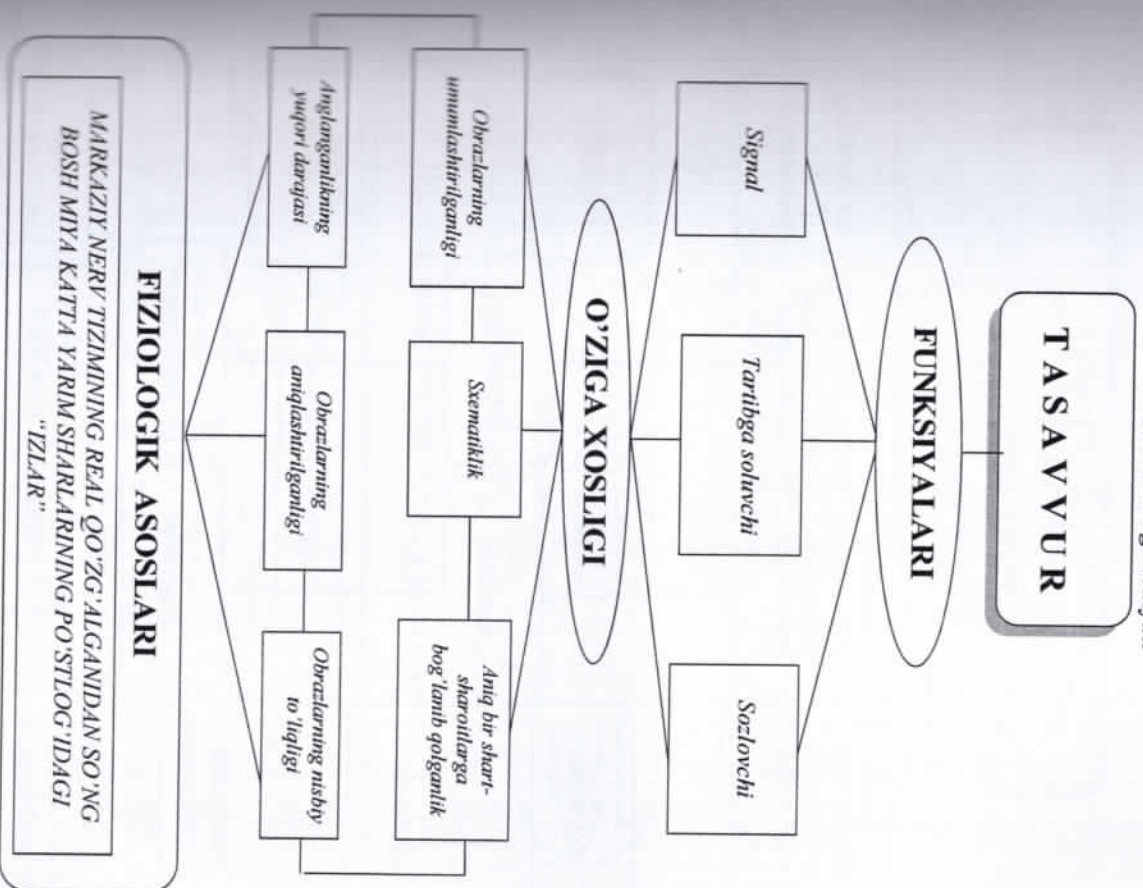 TASAVVUR
FUNKSIYALARI
Signal
Tartibga soluvchi
Sozlovchi
O'ZIGA XOSLIGI
Obrazlarning
umumlashtirilganligi
Sxematiklik
Aniq bir shart-
sharoitlarga
bog'lanib qolganlik
Anglanganlikning
yuqori darajasi
Obrazlarning
aniqlashtirilganligi
Obrazlarning nisbiy
to'liqligi
FIZIOLOGIK ASOSLARI
MARKAZIY NERV TIZIMINING REAL QO'ZG'ALGANIDAN SO'NG
BOSH MIYA KATTA YARIM SHARLARINING PO'STLOG'IDAGI
“IZLAR”